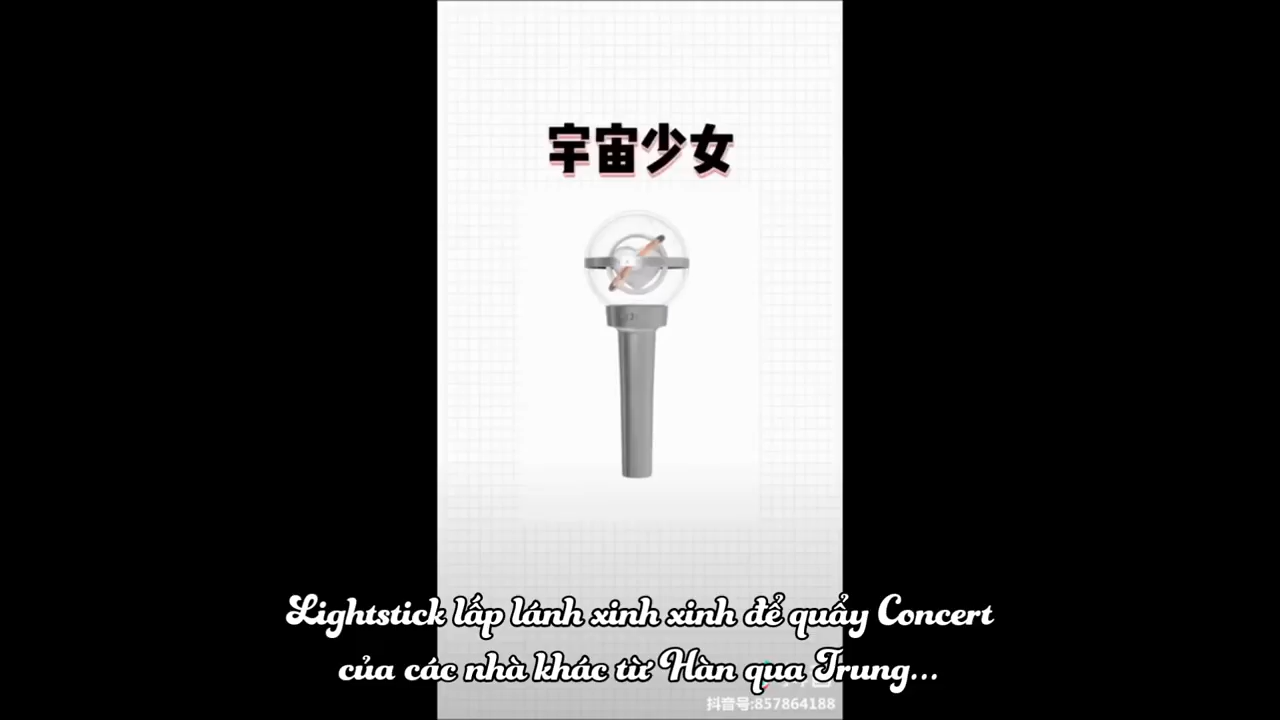 宇宙少女
Lightstick lấp lánh xinh xinh để quẩy Concert
của các nhà khác từ Hàn qua Trung...
抖音号:857864188